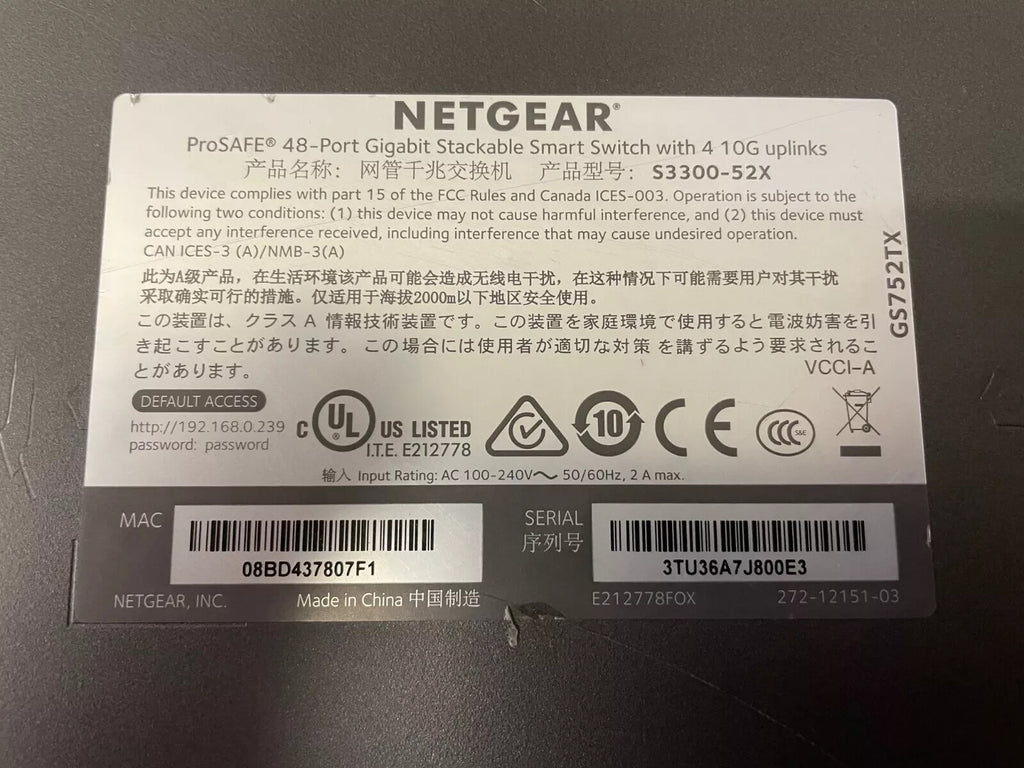 NETGEAR®
ProSAFE® 48-Port Gigabit Stackable Smart Switch with 4 10G uplinks
产品名称： 网管千兆交换机 产品型号： S3300-52X
This device complies with part 15 of the FCC Rules and Canada ICES-003. Operation is subject to the
following two conditions: (1) this device may not cause harmful interference, and (2) this device must
accept any interference received, including interference that may cause undesired operation.
CAN ICES-3 (A)/NMB-3(A)
此为A级产品，在生活环境该产品可能会造成无线电干扰，在这种情况下可能需要用户对其干扰
采取确实可行的措施。仅适用于海拔2000m以下地区安全使用。
この装置は、クラス A 情報技術装置です。この装置を家庭環境で使用すると電波妨害を引
き起こすことがあります。 この場合には使用者が適切な対策 を講ずるよう要求されるこ
とがあります。
VCCI-A
GS752TX
DEFAULT ACCESS
http://192.168.0.239
password: password
C UL® US LISTED
I.T.E. E212778
10
CE
CCC S&E
输入 Input Rating: AC 100-240V～ 50/60Hz, 2 A max.
MAC
08BD437807F1
SERIAL
序列号
3TU36A7J800E3
NETGEAR, INC.
Made in China 中国制造
E212778FOX
272-12151-03